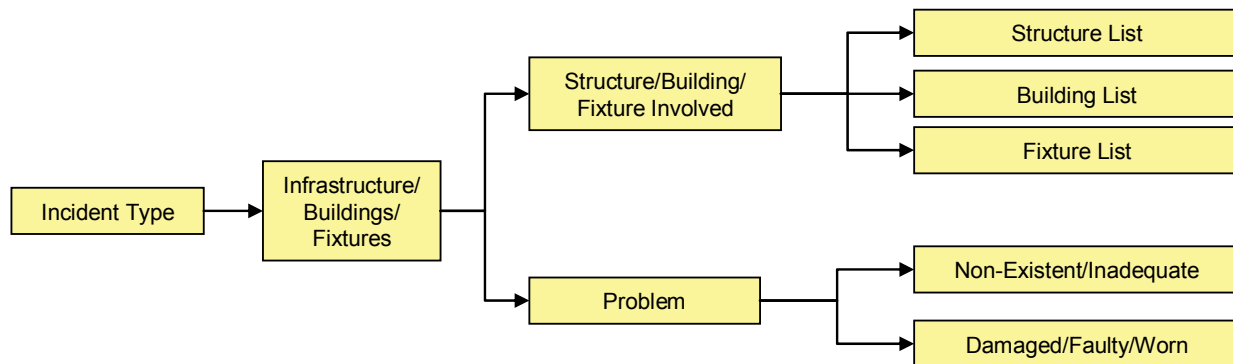 Incident Type
Infrastructure/
Buildings/
Fixtures
Structure/Building/
Fixture Involved
Structure List
Building List
Fixture List
Problem
Non-Existent/Inadequate
Damaged/Faulty/Worn